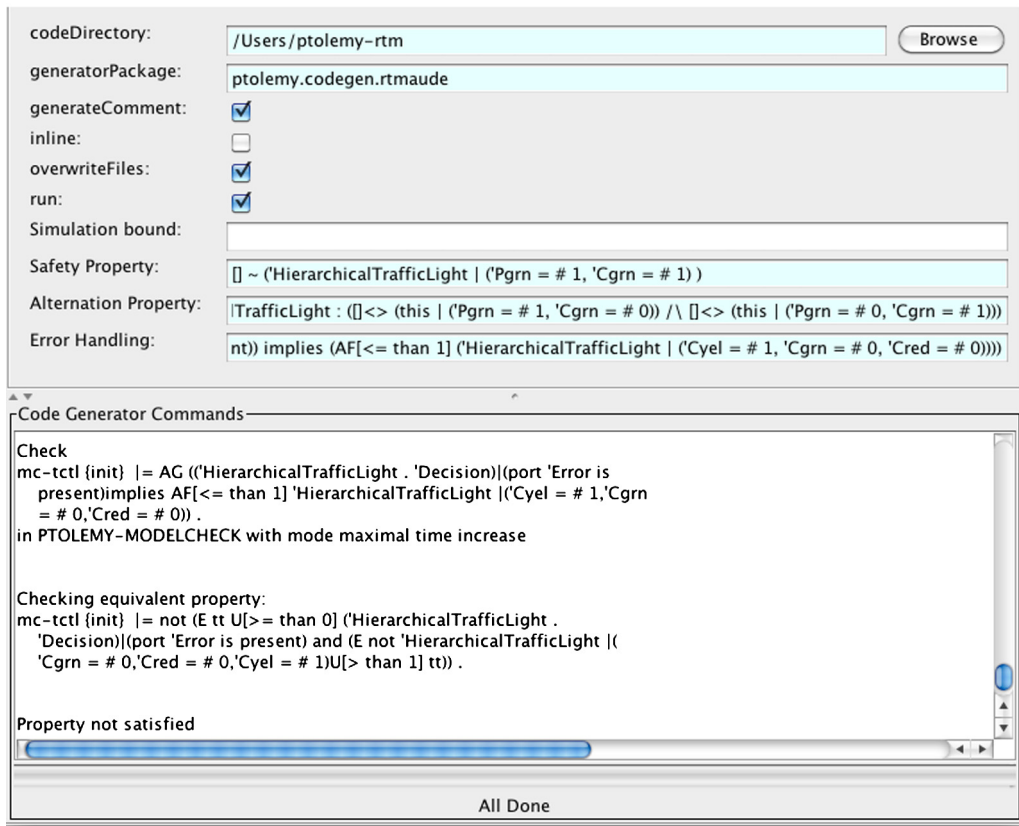 codeDirectory: /Users/ptolemy-rtm Browse
generatorPackage: ptolemy.codegen.rtmaude
generateComment:
inline:
overwriteFiles:
run:
Simulation bound:
Safety Property: [] ~ ('HierarchicalTrafficLight | ('Pgrn = # 1, 'Cgrn = # 1) )
Alternation Property: TrafficLight : ([]<> (this | ('Pgrn = # 1, 'Cgrn = # 0)) /\ []<> (this | ('Pgrn = # 0, 'Cgrn = # 1)))
Error Handling: nt)) implies (AF[<= than 1] ('HierarchicalTrafficLight | ('Cyel = # 1, 'Cgrn = # 0, 'Cred = # 0))))
Code Generator Commands
Check
mc-tctl {init} |= AG (('HierarchicalTrafficLight . 'Decision)|(port 'Error is
present)implies AF[<= than 1] 'HierarchicalTrafficLight |('Cyel = # 1,'Cgrn
= # 0,'Cred = # 0)) .
in PTOLEMY-MODELCHECK with mode maximal time increase
Checking equivalent property:
mc-tctl {init} |= not (E tt U[>= than 0] ('HierarchicalTrafficLight .
'Decision)|(port 'Error is present) and (E not 'HierarchicalTrafficLight |(
'Cgrn = # 0,'Cred = # 0,'Cyel = # 1)U[> than 1] tt)) .
Property not satisfied
All Done